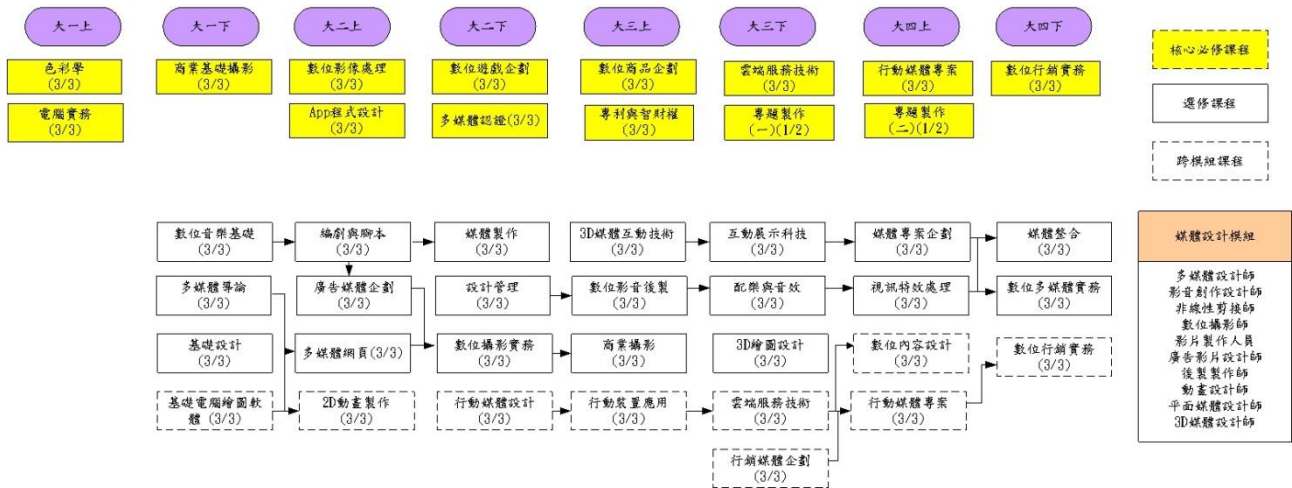 大一上
大一下
大二上
大二下
大三上
大三下
大四上
大四下
色彩學
(3/3)
商業基礎攝影
(3/3)
數位影像處理
(3/3)
數位遊戲企劃
(3/3)
數位商品企劃
(3/3)
雲端服務技術
(3/3)
行動媒體專案
(3/3)
數位行銷實務
(3/3)
電腦實務
(3/3)
App程式設計
(3/3)
多媒體認證(3/3)
專利與智財權
(3/3)
專題製作
(一)(1/2)
專題製作
(二)(1/2)
核心必修課程
選修課程
跨模組課程
數位音樂基礎
(3/3)
編劇與腳本
(3/3)
媒體製作
(3/3)
3D媒體互動技術
(3/3)
互動展示科技
(3/3)
媒體專案企劃
(3/3)
媒體整合
(3/3)
多媒體導論
(3/3)
廣告媒體企劃
(3/3)
設計管理
(3/3)
數位影音後製
(3/3)
配樂與音效
(3/3)
視訊特效處理
(3/3)
數位多媒體實務
(3/3)
基礎設計
(3/3)
多媒體網頁(3/3)
數位攝影實務
(3/3)
商業攝影
(3/3)
3D繪圖設計
(3/3)
數位內容設計
(3/3)
數位行銷實務
(3/3)
基礎電腦繪圖軟
體 (3/3)
2D動畫製作
(3/3)
行動媒體設計
(3/3)
行動裝置應用
(3/3)
雲端服務技術
(3/3)
行動媒體專案
(3/3)
行銷媒體企劃
(3/3)
媒體設計模組
多媒體設計師
影音創作設計師
非線性剪接師
數位攝影師
影片製作人員
廣告影片設計師
後製製作師
動畫設計師
平面媒體設計師
3D媒體設計師